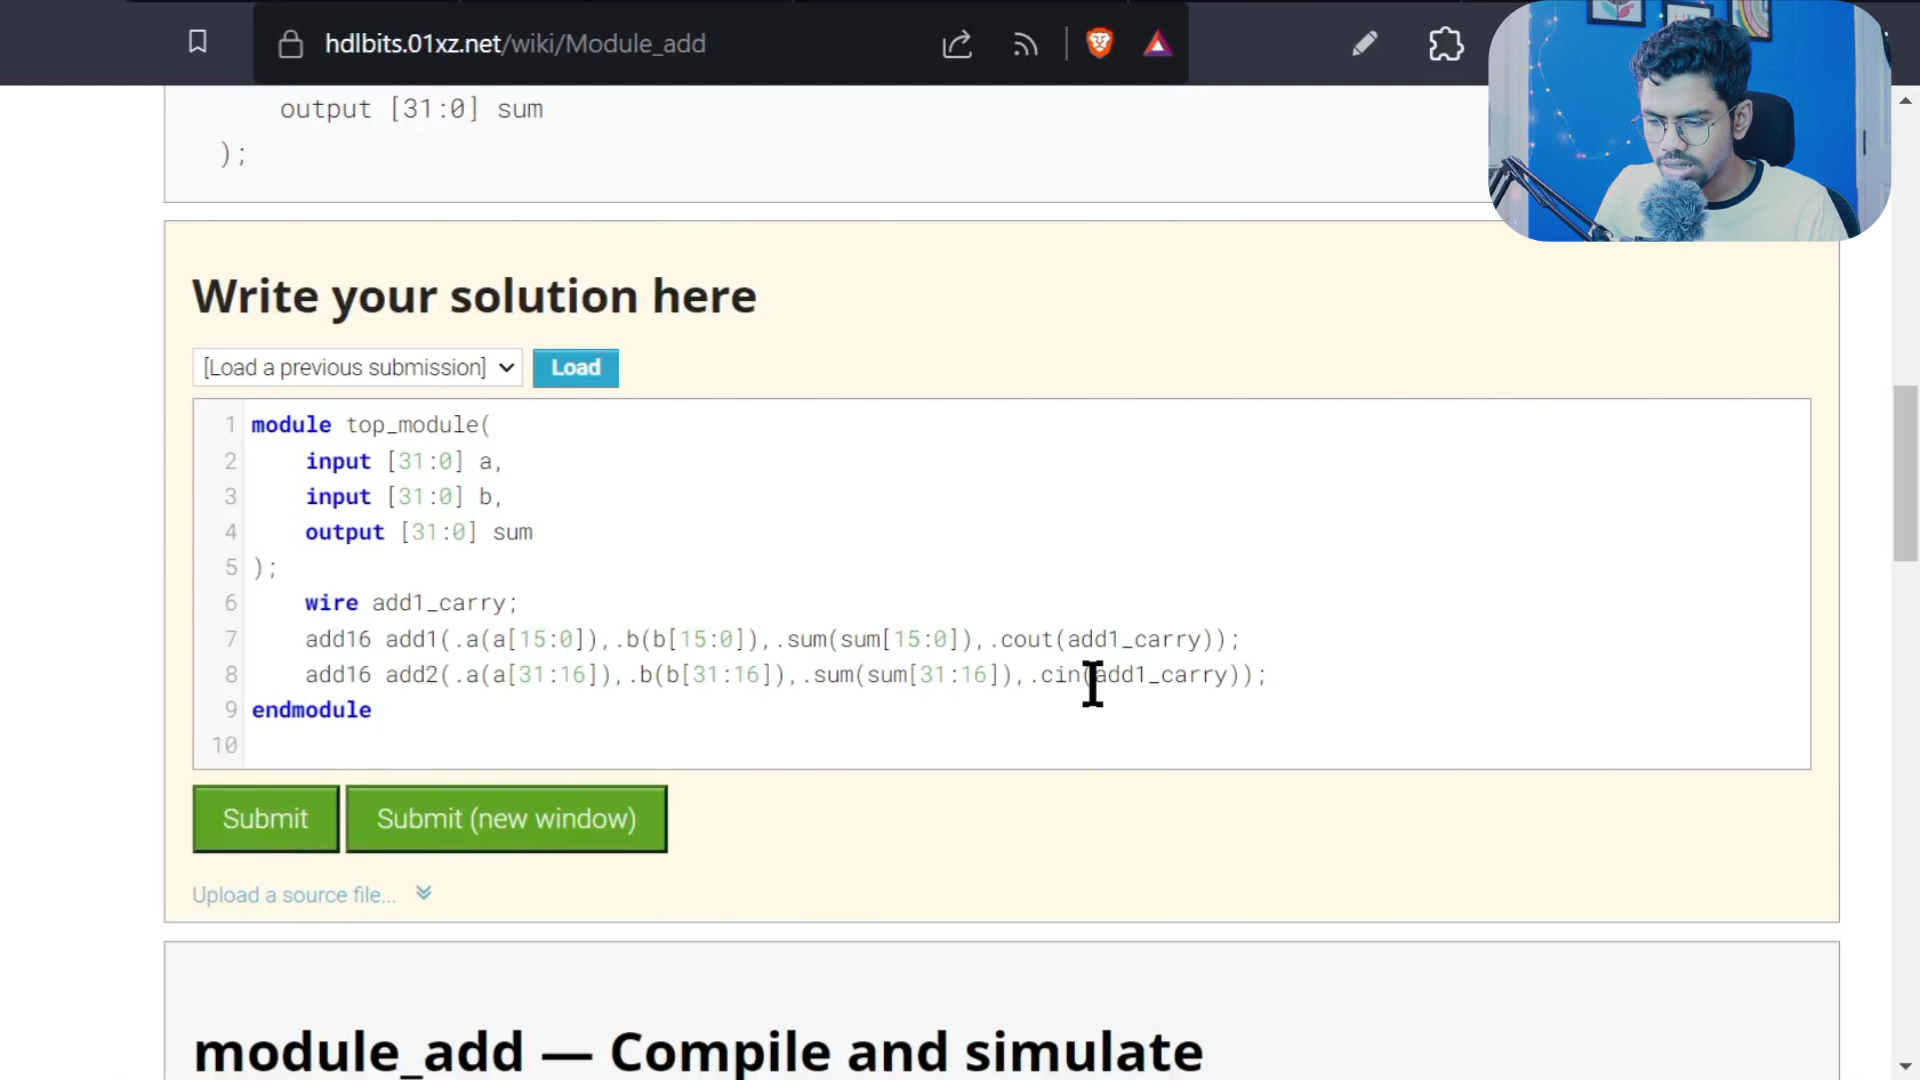 hdlbits.01xz.net/wiki/Module_add
output [31:0] sum
);
Write your solution here
[Load a previous submission] Load
1 module top_module(
2 input [31:0] a,
3 input [31:0] b,
4 output [31:0] sum
5 );
6 wire add1_carry;
7 add16 add1(.a(a[15:0]),.b(b[15:0]),.sum(sum[15:0]),.cout(add1_carry));
8 add16 add2(.a(a[31:16]),.b(b[31:16]),.sum(sum[31:16]),.cin(add1_carry));
9 endmodule
10
Submit Submit (new window)
Upload a source file...
module_add — Compile and simulate